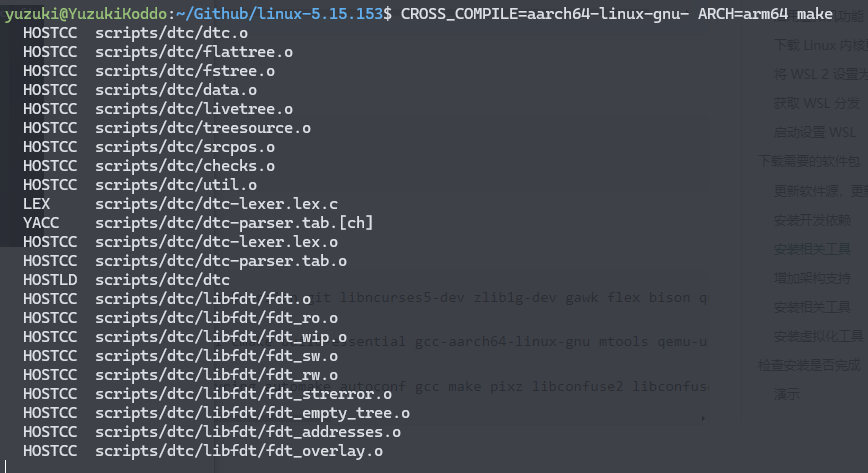 yuzuki@YuzukiKoddo:~/Github/linux-5.15.153$ CROSS_COMPILE=aarch64-linux-gnu- ARCH=arm64 make
HOSTCC  scripts/dtc/dtc.o
HOSTCC  scripts/dtc/flattree.o
HOSTCC  scripts/dtc/fstree.o
HOSTCC  scripts/dtc/data.o
HOSTCC  scripts/dtc/livetree.o
HOSTCC  scripts/dtc/treesource.o
HOSTCC  scripts/dtc/srcpos.o
HOSTCC  scripts/dtc/checks.o
HOSTCC  scripts/dtc/util.o
LEX     scripts/dtc/dtc-lexer.lex.c
YACC    scripts/dtc/dtc-parser.tab.[ch]
HOSTCC  scripts/dtc/dtc-lexer.lex.o
HOSTCC  scripts/dtc/dtc-parser.tab.o
HOSTLD  scripts/dtc/dtc
HOSTCC  scripts/dtc/libfdt/fdt.o
HOSTCC  scripts/dtc/libfdt/fdt_ro.o
HOSTCC  scripts/dtc/libfdt/fdt_wip.o
HOSTCC  scripts/dtc/libfdt/fdt_sw.o
HOSTCC  scripts/dtc/libfdt/fdt_rw.o
HOSTCC  scripts/dtc/libfdt/fdt_strerror.o
HOSTCC  scripts/dtc/libfdt/fdt_empty_tree.o
HOSTCC  scripts/dtc/libfdt/fdt_addresses.o
HOSTCC  scripts/dtc/libfdt/fdt_overlay.o
git libncurses5-dev zlib1g-dev gawk flex bison
gcc-aarch64-linux-gnu mtools
automake autoconf gcc make pixz libconfuse2
功能
下载 Linux 内核
将 WSL 2 设置为
获取 WSL 分发
启动设置 WSL
下载需要的软件包
更新软件源，更新
安装开发依赖
安装相关工具
增加架构支持
安装相关工具
安装虚拟化工具
检查安装是否完成
演示